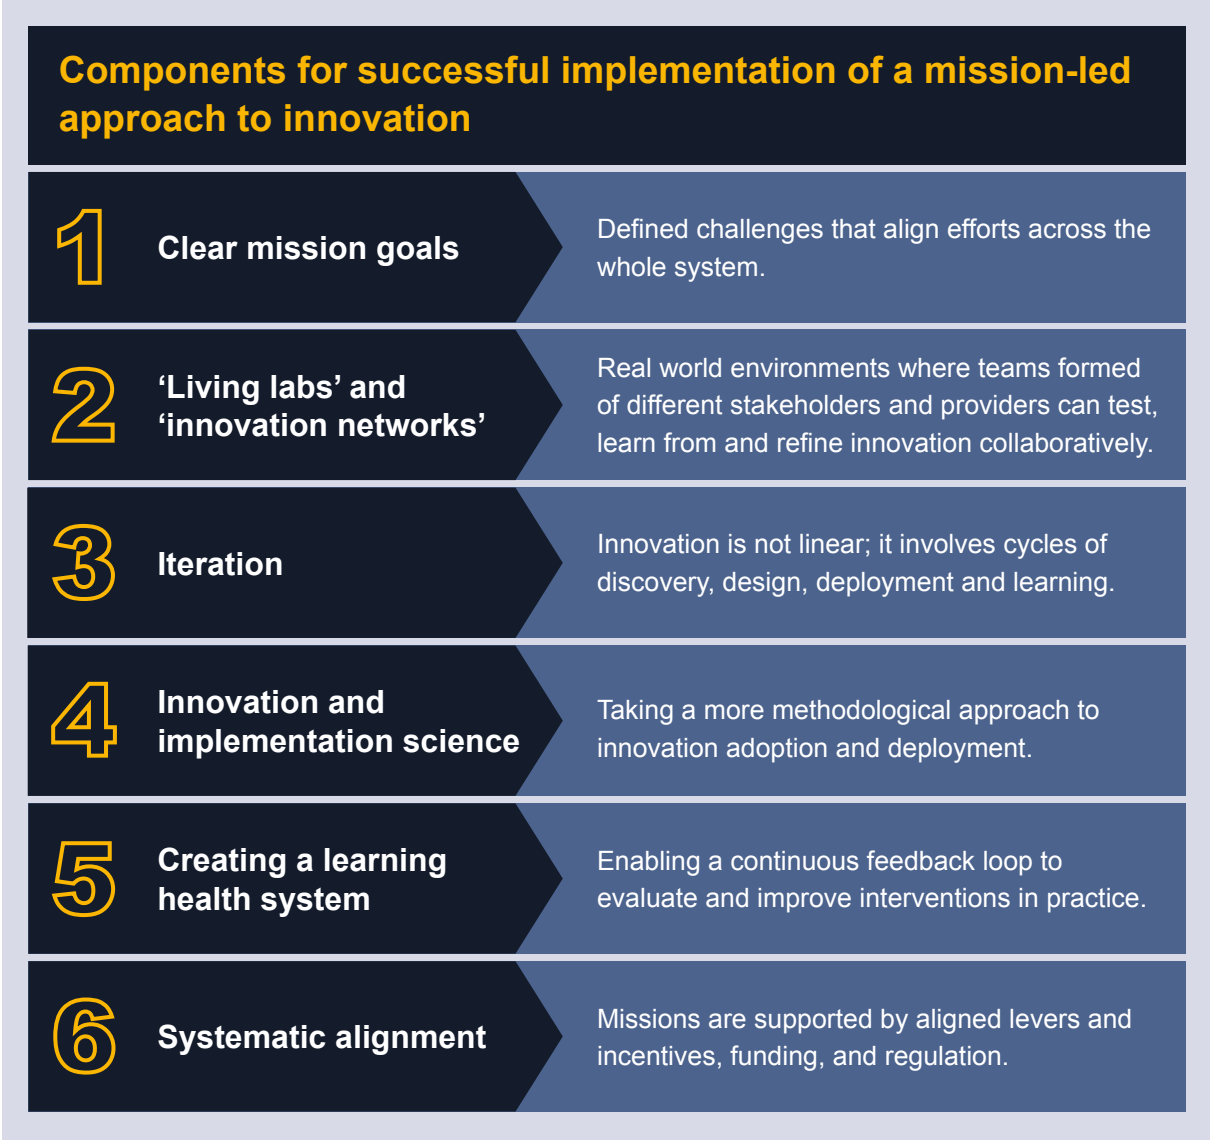 Components for successful implementation of a mission-led
approach to innovation
1
Clear mission goals
Defined challenges that align efforts across the
whole system.
2
‘Living labs’ and
‘innovation networks’
Real world environments where teams formed
of different stakeholders and providers can test,
learn from and refine innovation collaboratively.
3
Iteration
Innovation is not linear; it involves cycles of
discovery, design, deployment and learning.
4
Innovation and
implementation science
Taking a more methodological approach to
innovation adoption and deployment.
5
Creating a learning
health system
Enabling a continuous feedback loop to
evaluate and improve interventions in practice.
6
Systematic alignment
Missions are supported by aligned levers and
incentives, funding, and regulation.